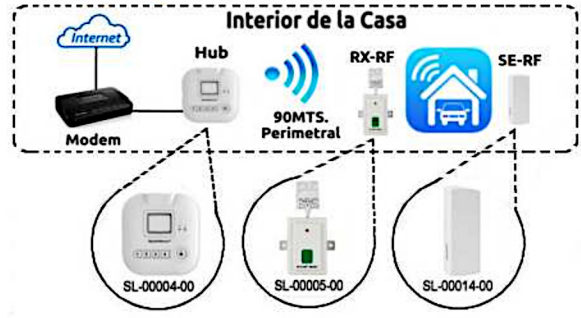 Interior de la Casa
Internet
Hub
RX-RF
SE-RF
Modem
90MTS.
Perimetral
SL-00004-00
SL-00005-00
SL-00014-00